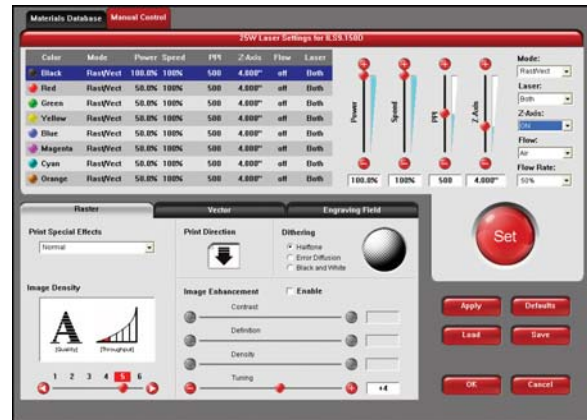 Materials Database Manual Control
25W Laser Settings for ILS9.150D
Color Mode Power Speed PPI Z-Axis Flow Laser
Black Rast/Vect 100.0% 100% 500 4.000" off Both
Red Rast/Vect 50.0% 100% 500 4.000" off Both
Green Rast/Vect 50.0% 100% 500 4.000" off Both
Yellow Rast/Vect 50.0% 100% 500 4.000" off Both
Blue Rast/Vect 50.0% 100% 500 4.000" off Both
Magenta Rast/Vect 50.0% 100% 500 4.000" off Both
Cyan Rast/Vect 50.0% 100% 500 4.000" off Both
Orange Rast/Vect 50.0% 100% 500 4.000" off Both
Power Speed PPI Z-Axis
100.0% 100% 500 4.000"
Mode:
Rast/Vect
Laser:
Both
Z-Axis:
ON
Flow:
Air
Flow Rate:
50%
Set
Raster Vector Engraving Field
Print Special Effects
Normal
Print Direction
Dithering
Halftone
Error Diffusion
Black and White
Image Density
A
(Quality) (Throughput)
1 2 3 4 5 6
Image Enhancement Enable
Contrast
Definition
Density
Tuning
+4
Apply Defaults
Load Save
OK Cancel